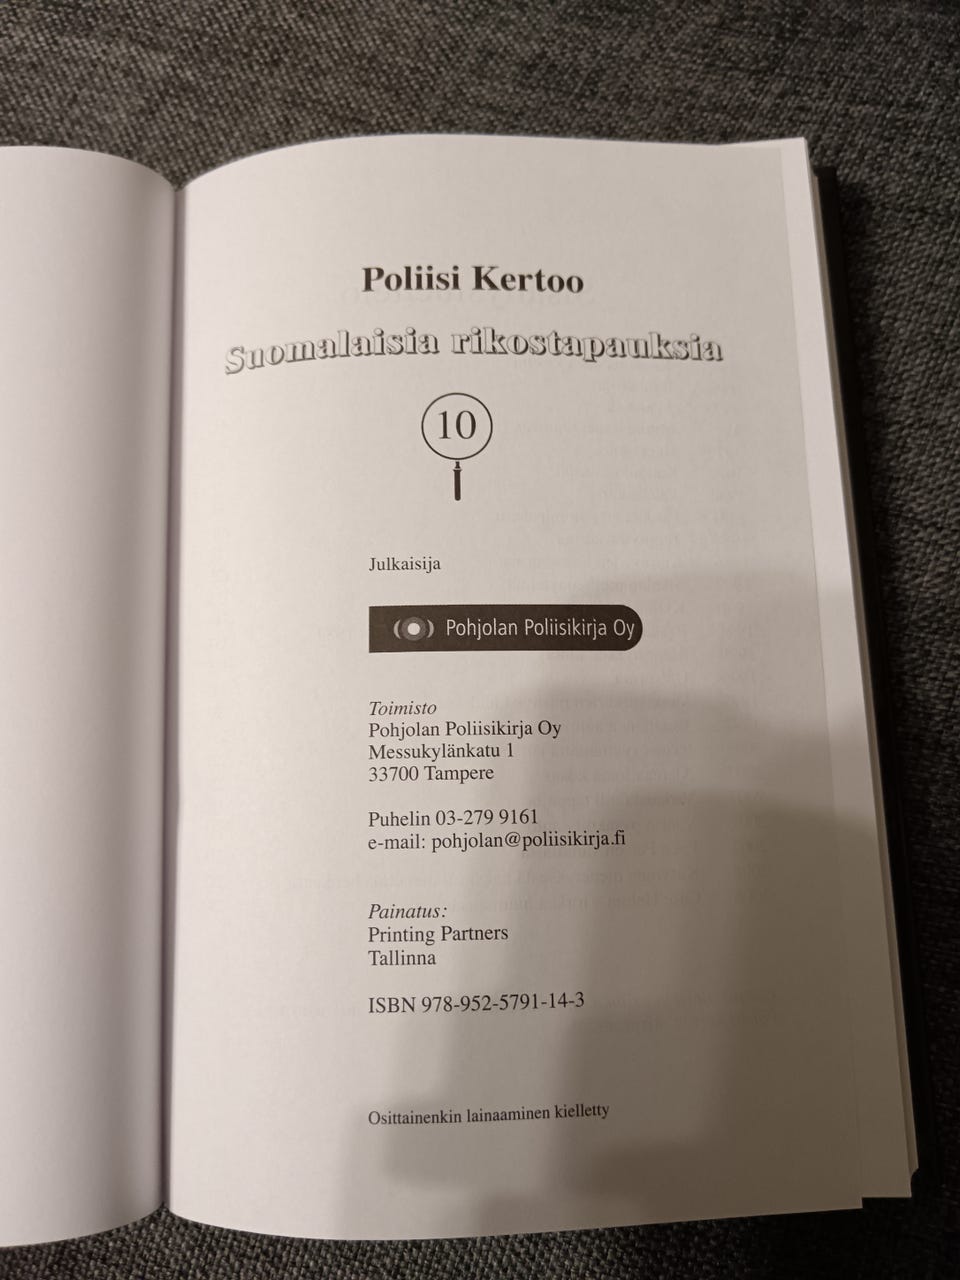 Poliisi Kertoo
Suomalaisia rikostapauksia
10
Julkaisija
Pohjolan Poliisikirja Oy
Toimisto
Pohjolan Poliisikirja Oy
Messukylänkatu 1
33700 Tampere
Puhelin 03-279 9161
e-mail: pohjolan@poliisikirja.fi
Painatus:
Printing Partners
Tallinna
ISBN 978-952-5791-14-3
Osittainenkin lainaaminen kielletty